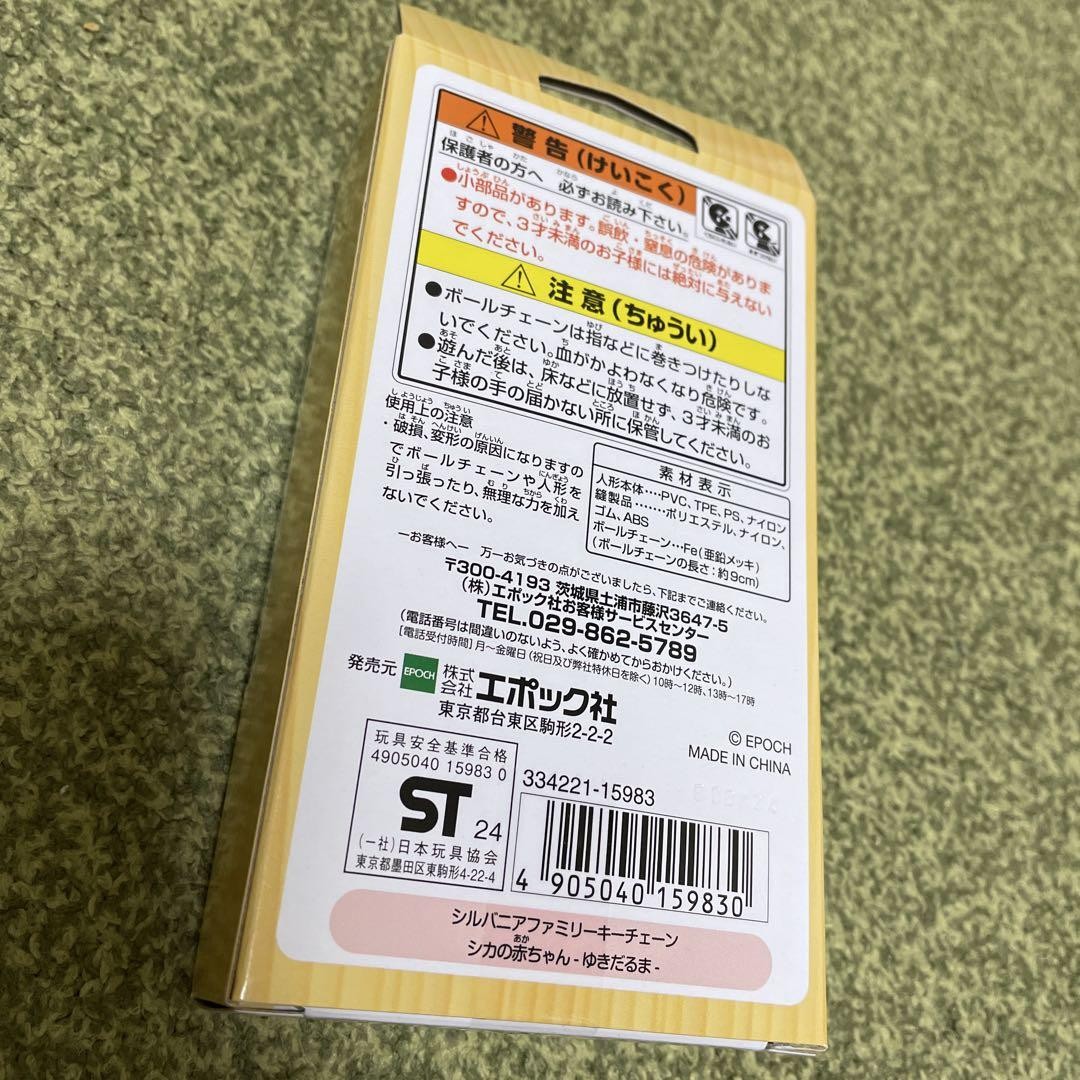 ⚠ 警告(けいこく)
保護者の方へ 必ずお読み下さい。
●小部品があります。誤飲・窒息の危険がありま
すので、3才未満のお子様には絶対に与えない
でください。
⚠ 注意(ちゅうい)
●ボールチェーンは指などに巻きつけたりしな
いでください。血がかよわなくなり危険です。
●遊んだ後は、床などに放置せず、3才未満のお
子様の手の届かない所に保管してください。
使用上の注意
・破損、変形の原因になりますの
でボールチェーンや人形を
引っ張ったり、無理な力を加え
ないでください。
素材表示
人形本体…PVC、TPE、PS、ナイロン
縫製品……ポリエステル、ナイロン、
ゴム、ABS
ボールチェーン…Fe(亜鉛メッキ)
(ボールチェーンの長さ:約9cm)
―お客様へ― 万一お気づきの点がございましたら、下記までご連絡ください。
〒300-4193 茨城県土浦市藤沢3647-5
(株)エポック社お客様サービスセンター
TEL.029-862-5789
(電話番号は間違いのないよう、よく確かめてからおかけください。)
[電話受付時間]月〜金曜日(祝日及び弊社特休日を除く)10時〜12時、13時〜17時
発売元 EPOCH 株式会社 エポック社
東京都台東区駒形2-2-2
© EPOCH
MADE IN CHINA
玩具安全基準合格
4905040 15983 0
ST 24
(一社)日本玩具協会
東京都墨田区東駒形4-22-4
334221-15983
4 905040 159830
シルバニアファミリーキーチェーン
シカの赤ちゃん -ゆきだるま-